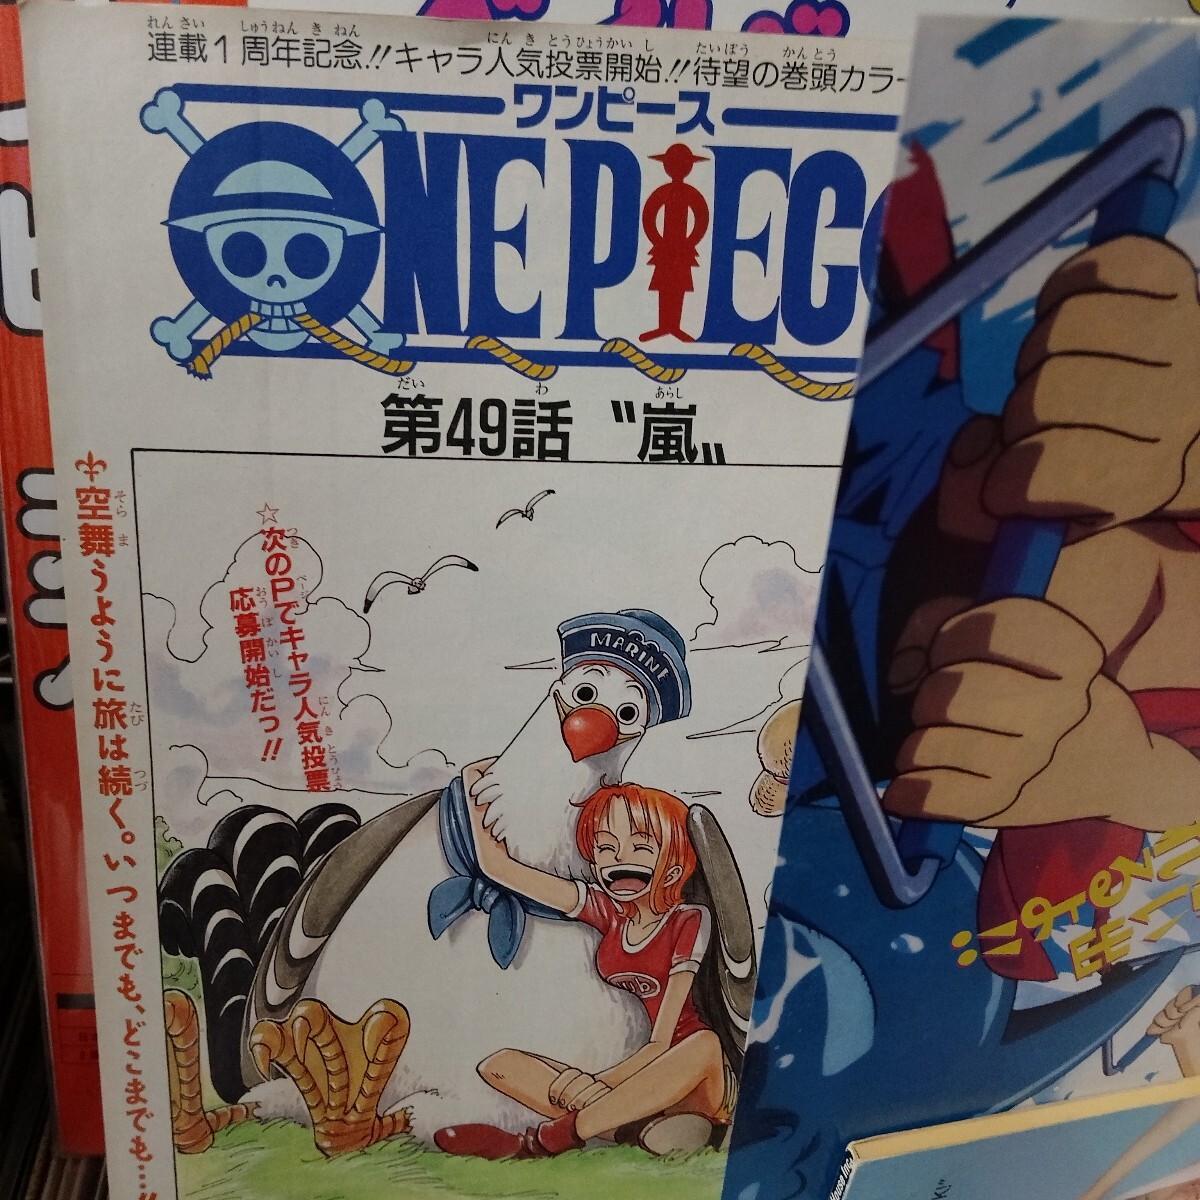 連載1周年記念!!キャラ人気投票開始!!待望の巻頭カラー
ワンピース
ONE PIEC
第49話〝嵐〟
空舞うように旅は続く。いつまでも、どこまでも…!!
☆次のPでキャラ人気投票
応募開始だっ!!
MARINE
House Inc